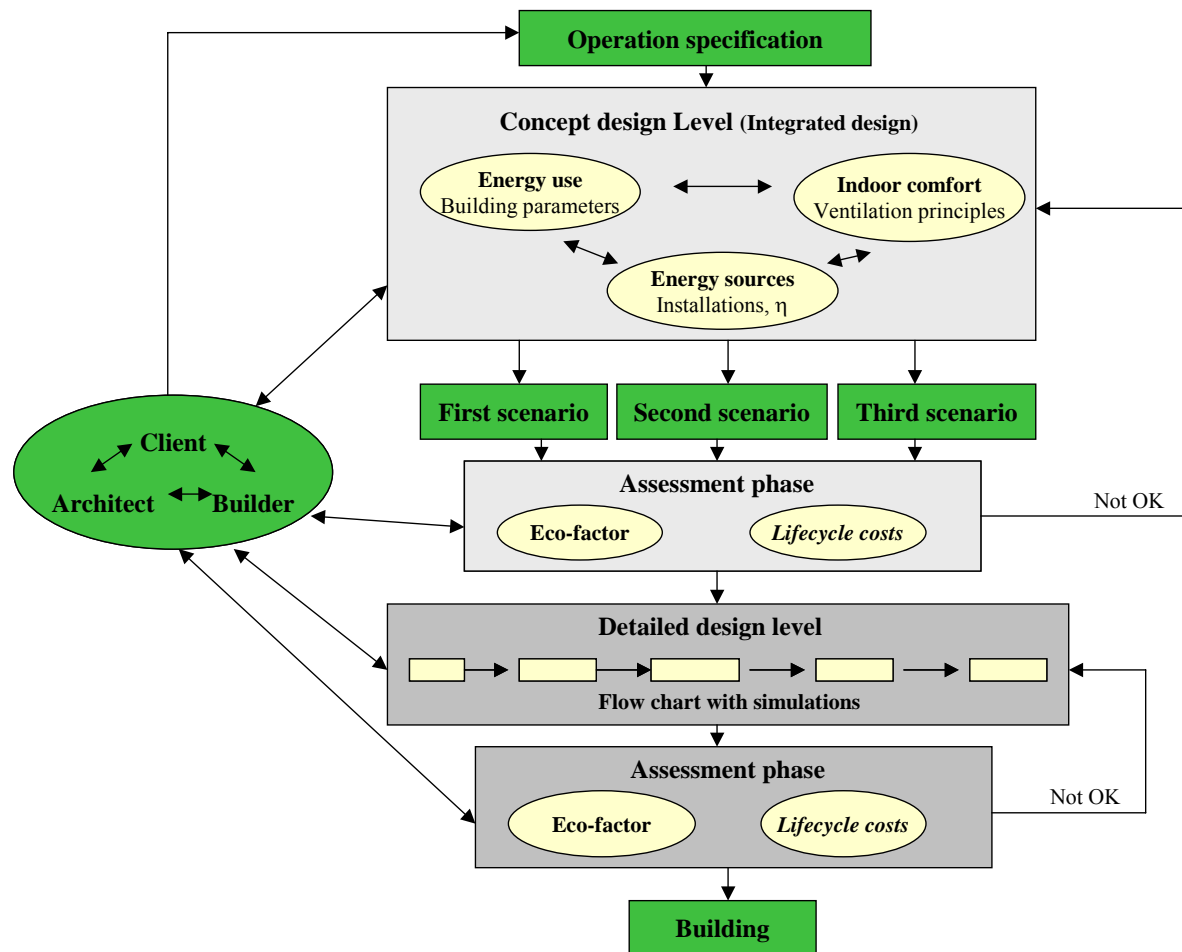 Operation specification
Concept design Level (Integrated design)
Energy use
Building parameters
Indoor comfort
Ventilation principles
Energy sources
Installations, η
First scenario
Second scenario
Third scenario
Client
Architect
Builder
Assessment phase
Eco-factor
Lifecycle costs
Not OK
Detailed design level
Flow chart with simulations
Assessment phase
Eco-factor
Lifecycle costs
Not OK
Building